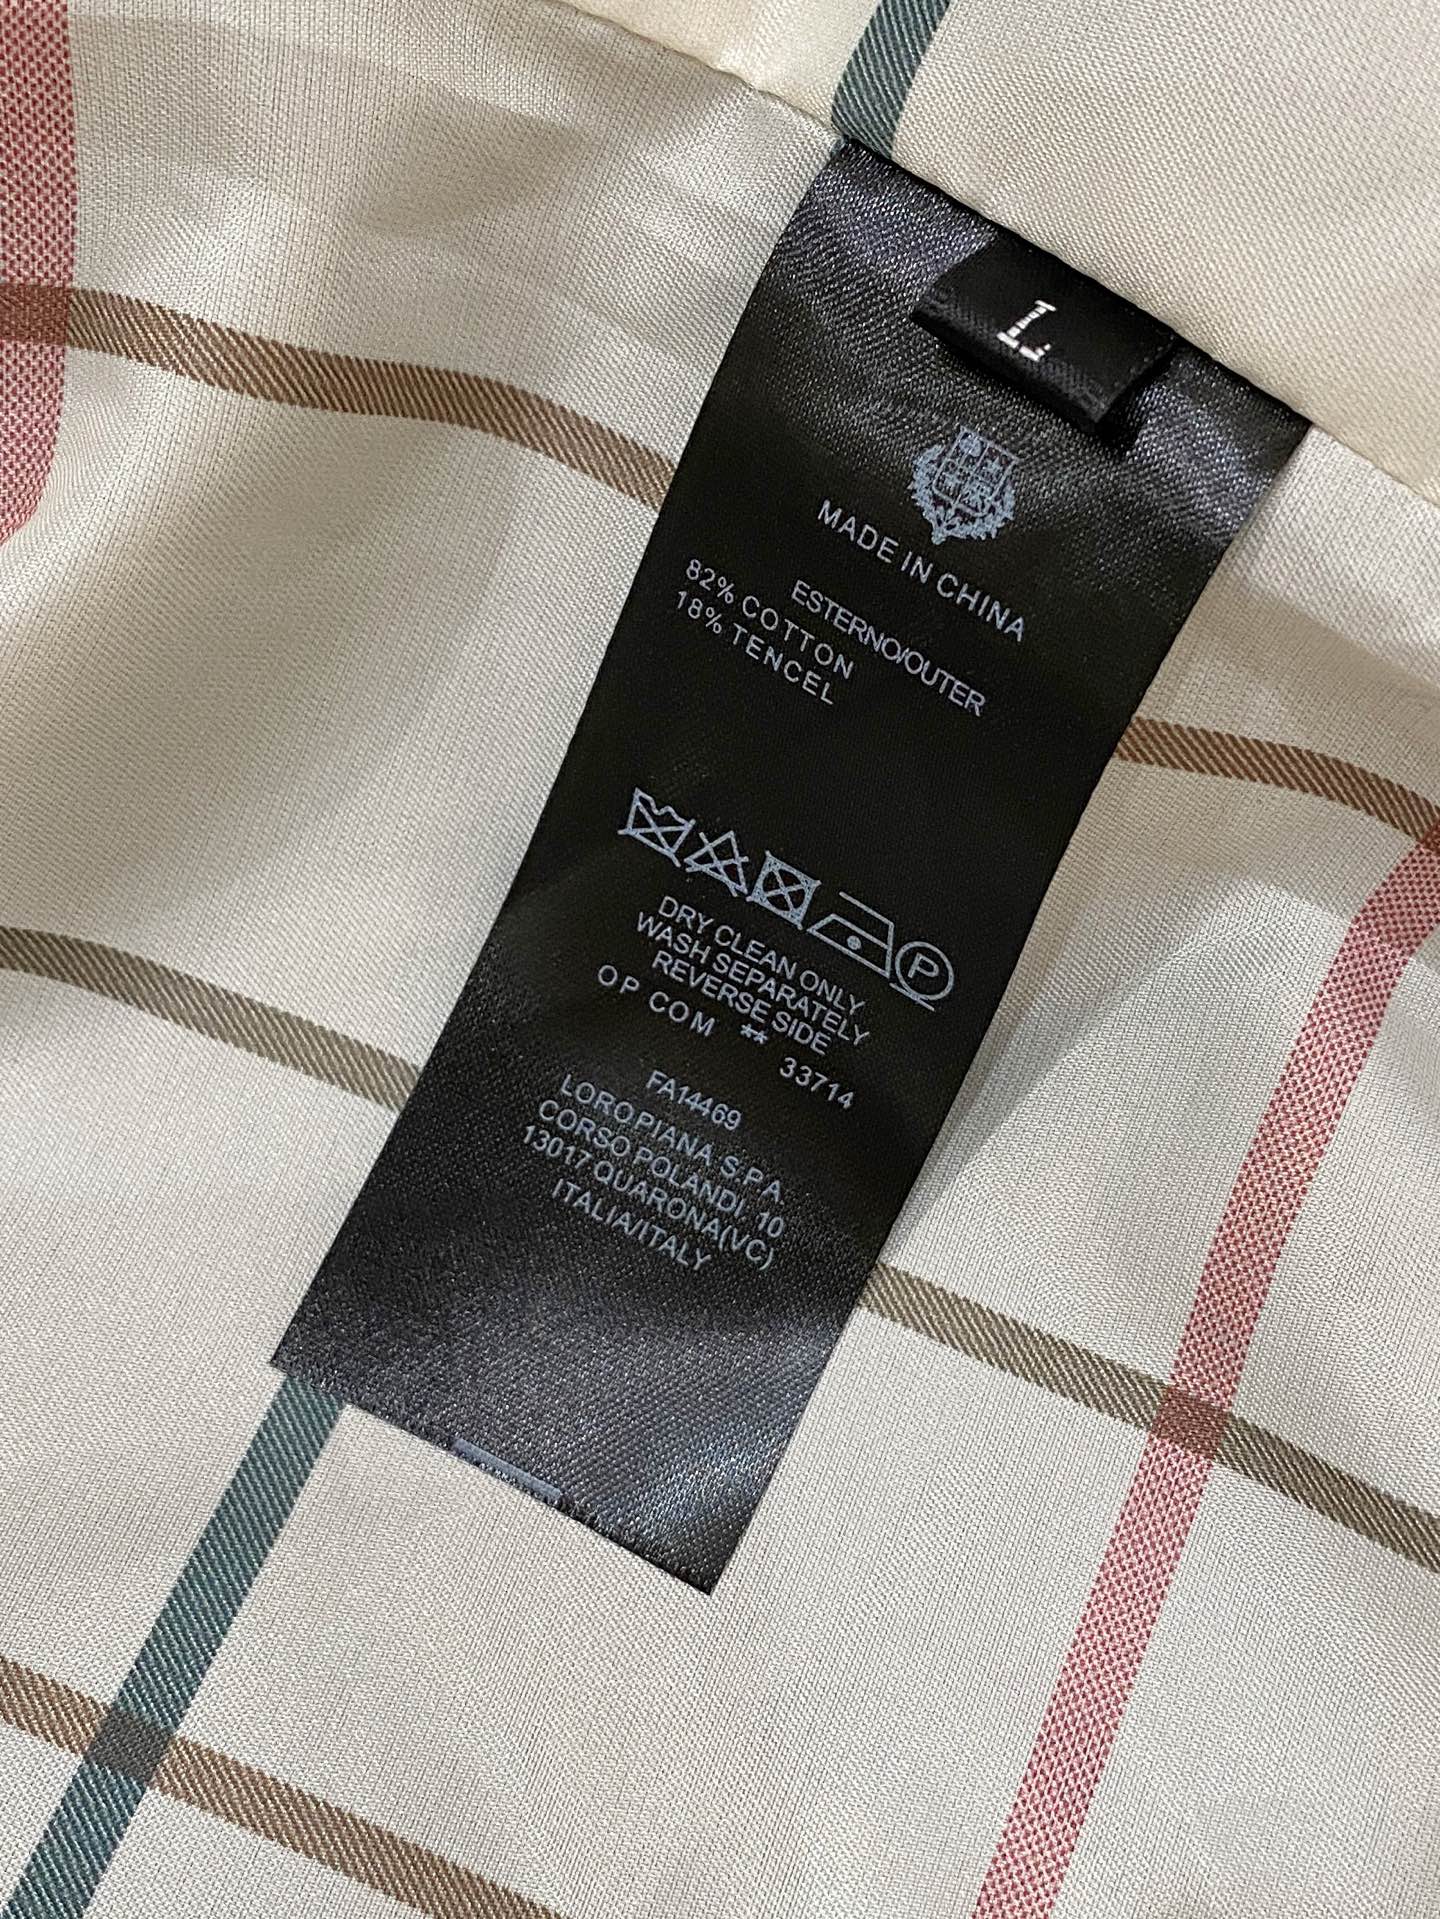 L
MADE IN CHINA
ESTERNO/OUTER
82% COTTON
18% TENCEL
P
DRY CLEAN ONLY
WASH SEPARATELY
REVERSE SIDE
OP COM ** 33714
FA14469
LORO PIANA S.P.A.
CORSO POLANDI, 10
13017 QUARONA(VC)
ITALIA/ITALY